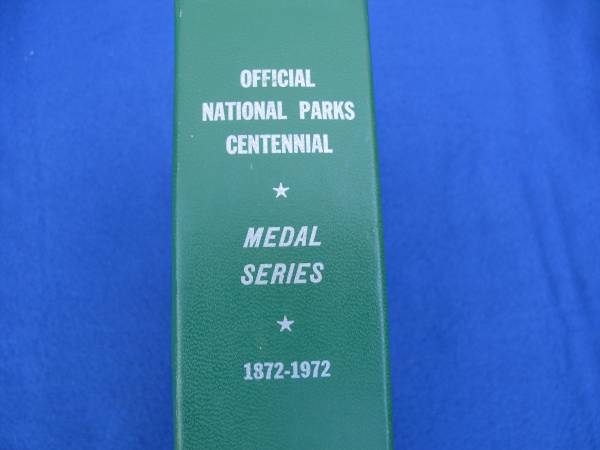 OFFICIAL
NATIONAL PARKS
CENTENNIAL
MEDAL
SERIES
1872-1972